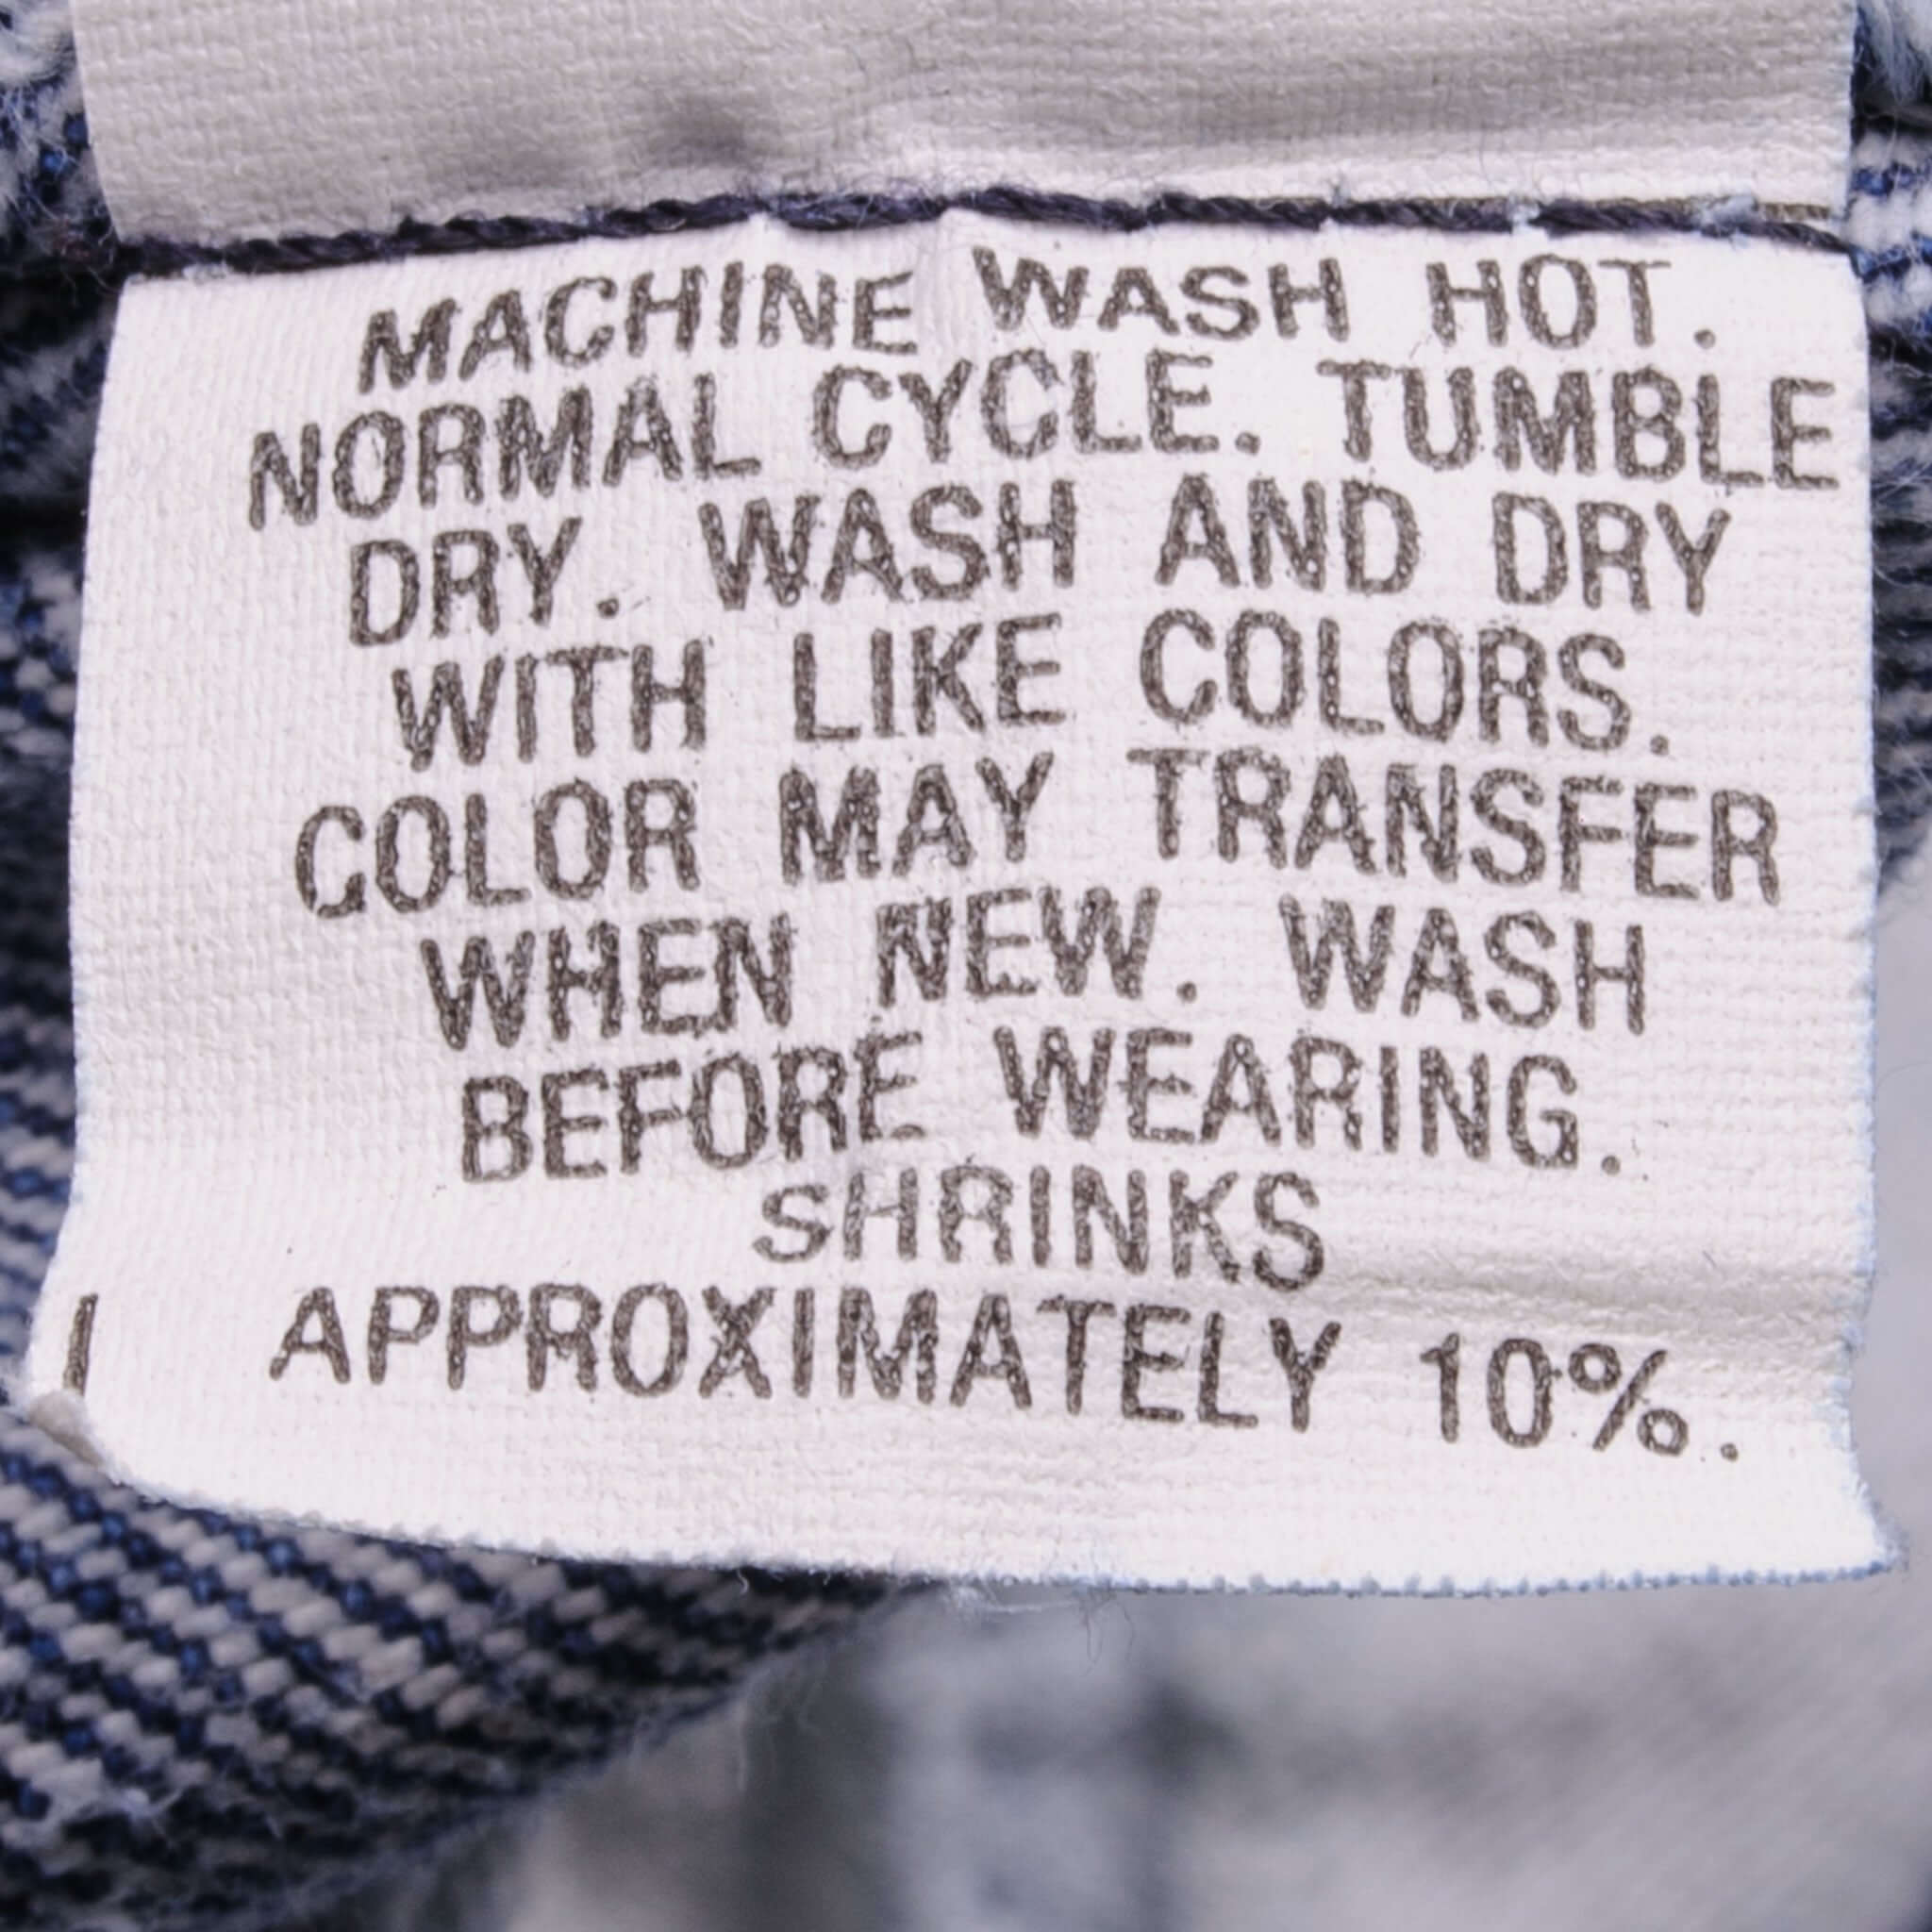 MACHINE WASH HOT.
NORMAL CYCLE. TUMBLE
DRY. WASH AND DRY
WITH LIKE COLORS.
COLOR MAY TRANSFER
WHEN NEW. WASH
BEFORE WEARING.
SHRINKS
APPROXIMATELY 10%.